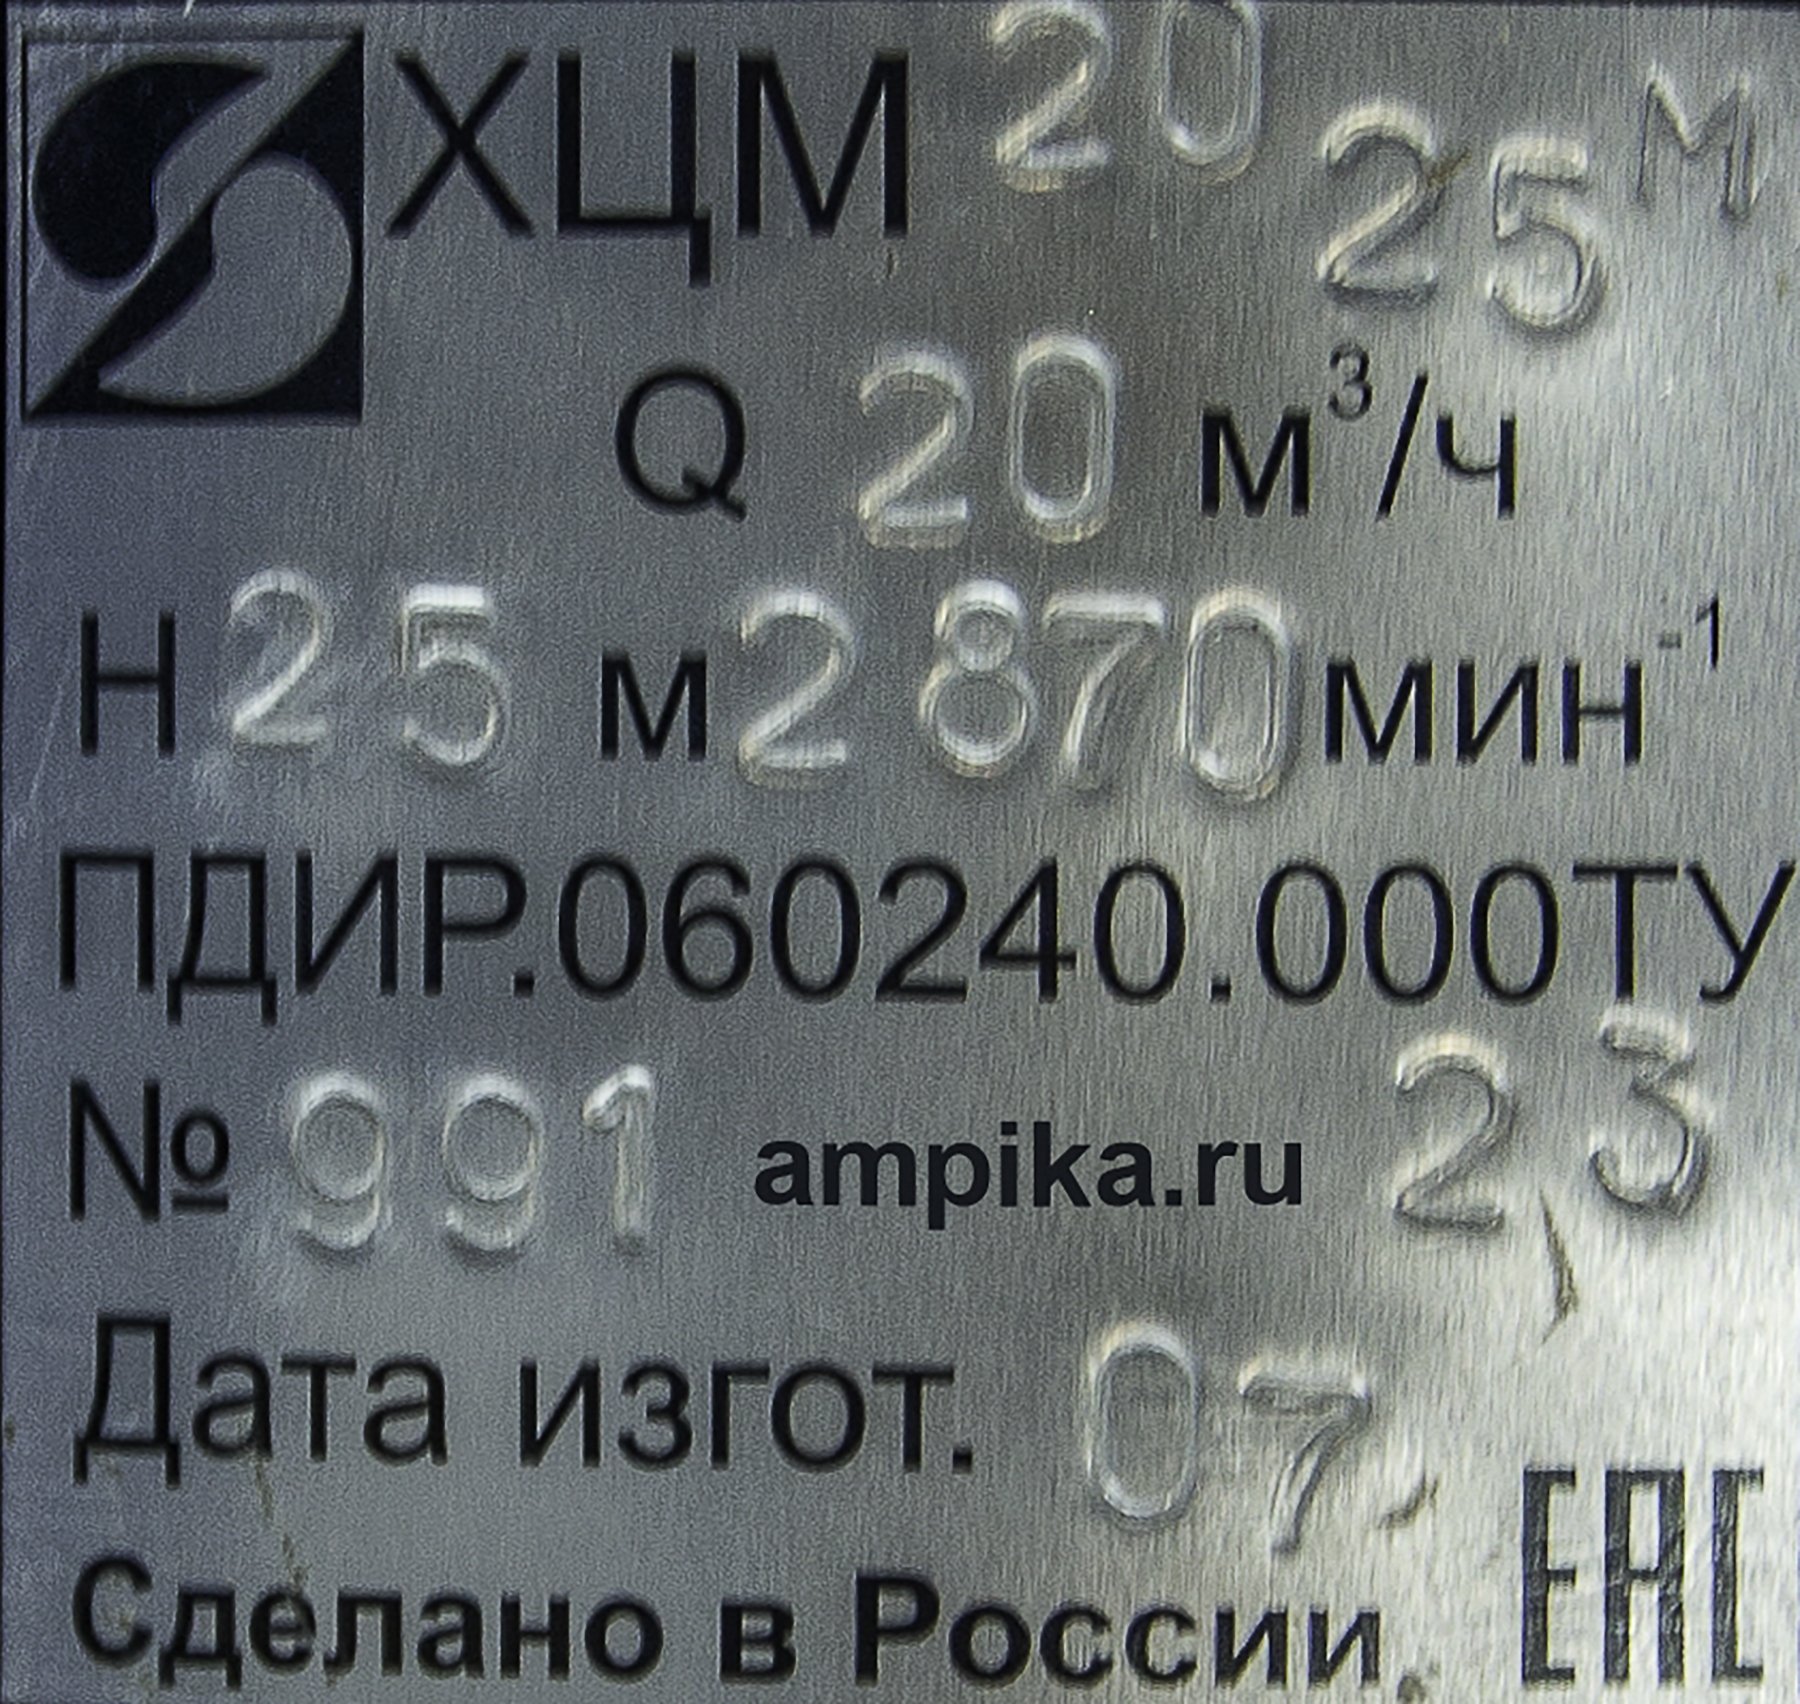 ХЦМ 20 25 М
Q 20 м³/ч
Н 25 м 2870 мин⁻¹
ПДИР.060240.000ТУ
№ 991 ampika.ru 23
Дата изгот. 07.
Сделано в России. ЕАС